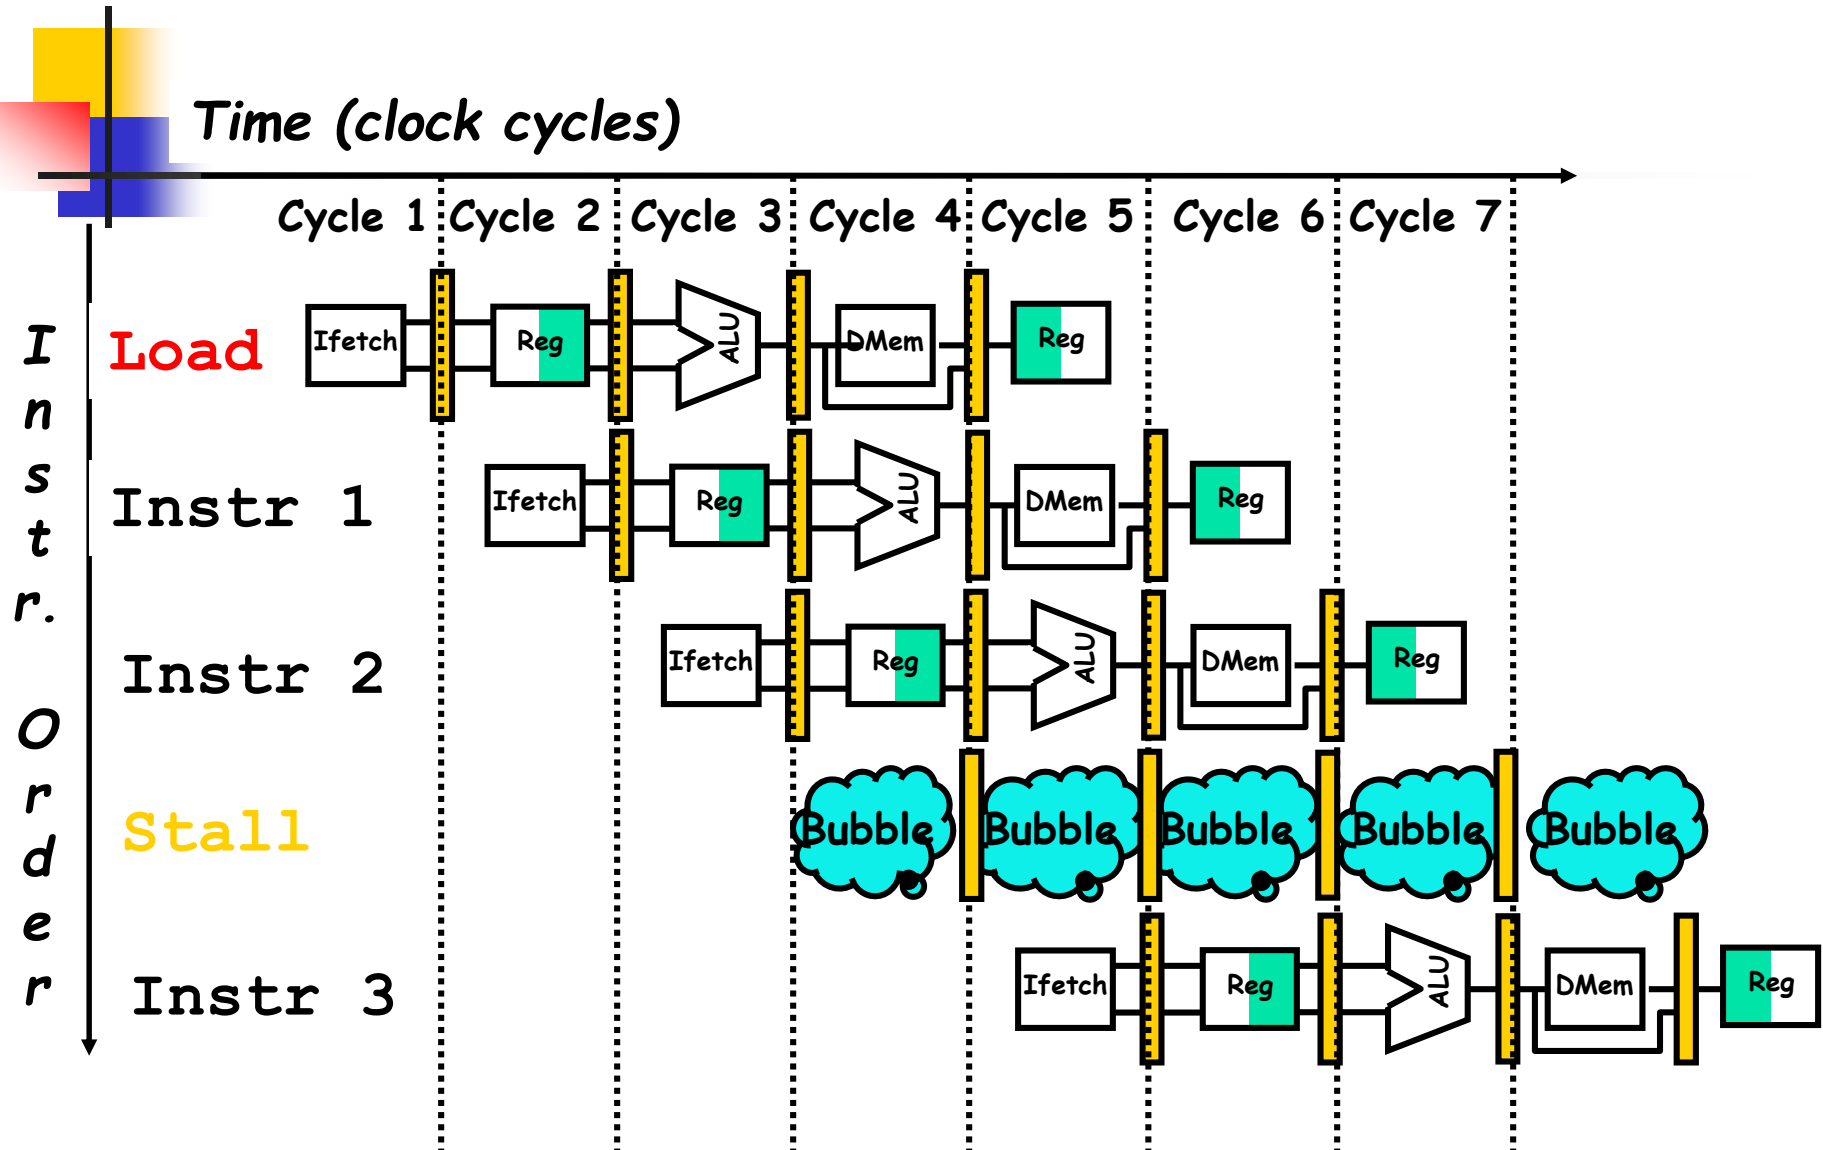 Time (clock cycles)
Cycle 1 Cycle 2 Cycle 3 Cycle 4 Cycle 5 Cycle 6 Cycle 7
Instr. Order
Load Ifetch Reg ALU DMem Reg
Instr 1 Ifetch Reg ALU DMem Reg
Instr 2 Ifetch Reg ALU DMem Reg
Stall Bubble Bubble Bubble Bubble Bubble
Instr 3 Ifetch Reg ALU DMem Reg